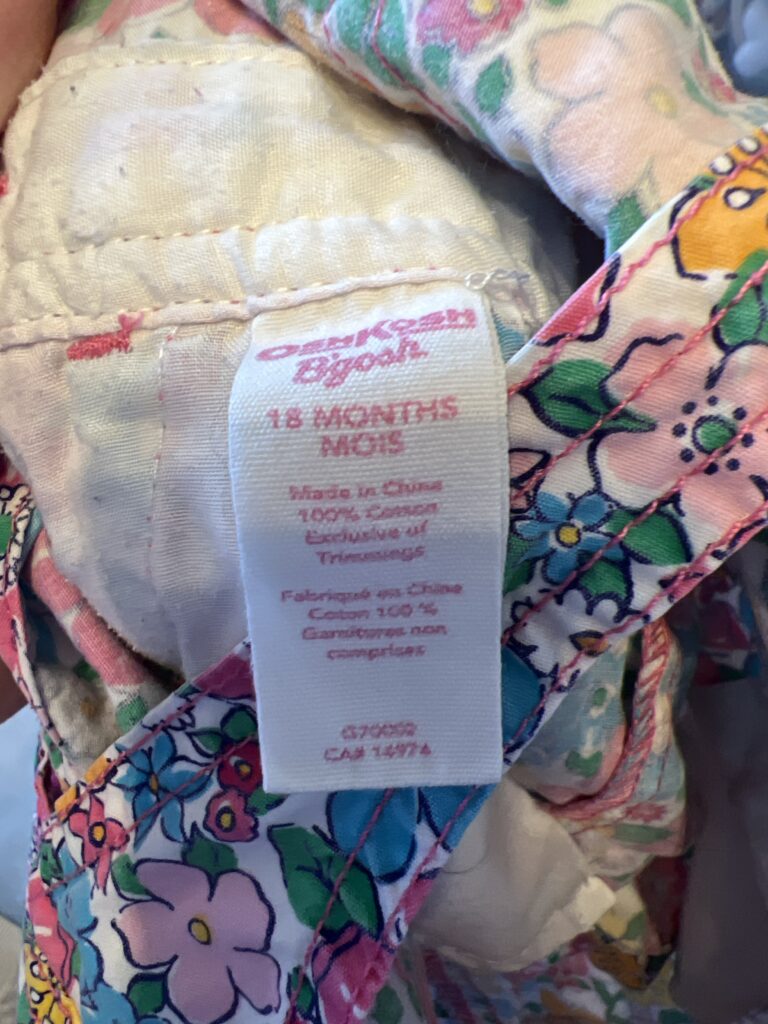 OshKosh
B'gosh.
18 MONTHS
MOIS
Made in China
100% Cotton
Exclusive of
Trimmings
Fabriqué en Chine
Coton 100 %
Garnitures non
comprises
G70002
CA# 14974